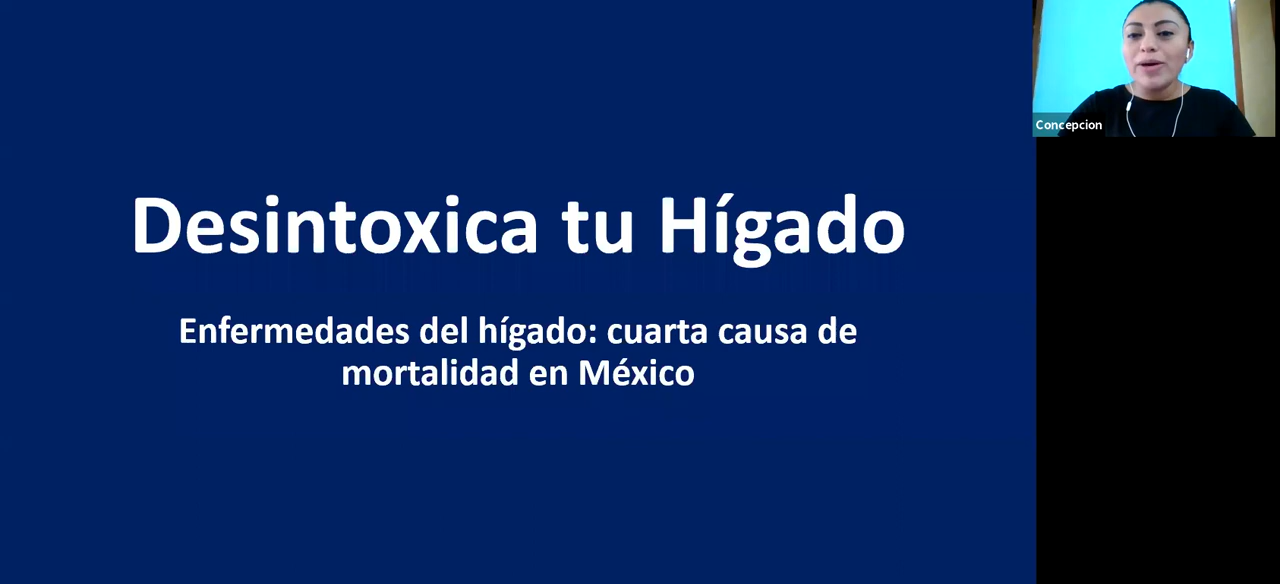 Desintoxica tu Hígado
Enfermedades del hígado: cuarta causa de
mortalidad en México
Concepcion